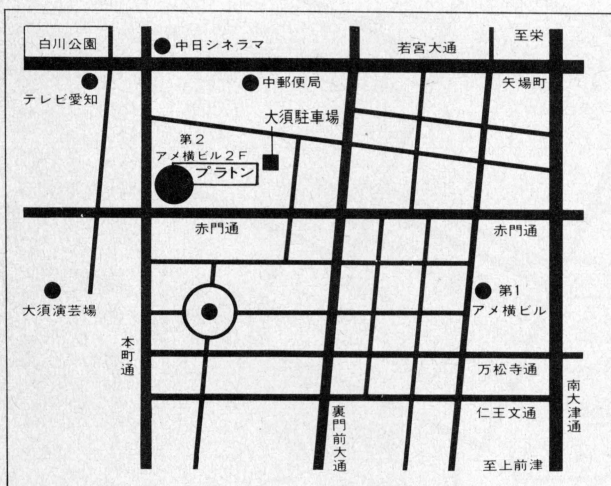 白川公園
中日シネラマ
若宮大通
至栄
テレビ愛知
中郵便局
矢場町
大須駐車場
第2
アメ横ビル2F
プラトン
赤門通
赤門通
大須演芸場
第1
アメ横ビル
本町通
万松寺通
裏門前大通
仁王文通
南大津通
至上前津